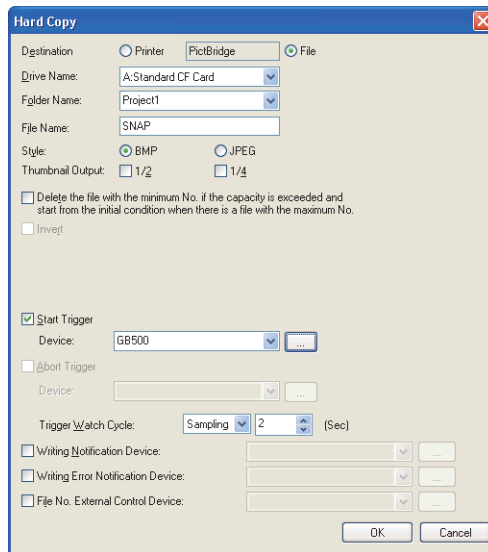 Hard Copy
Destination Printer PictBridge File
Drive Name: A:Standard CF Card
Folder Name: Project1
File Name: SNAP
Style: BMP JPEG
Thumbnail Output: 1/2 1/4
Delete the file with the minimum No. if the capacity is exceeded and
start from the initial condition when there is a file with the maximum No.
Invert
Start Trigger
Device: GB500 ...
Abort Trigger
Device: ...
Trigger Watch Cycle: Sampling 2 (Sec)
Writing Notification Device: ...
Writing Error Notification Device: ...
File No. External Control Device: ...
OK Cancel